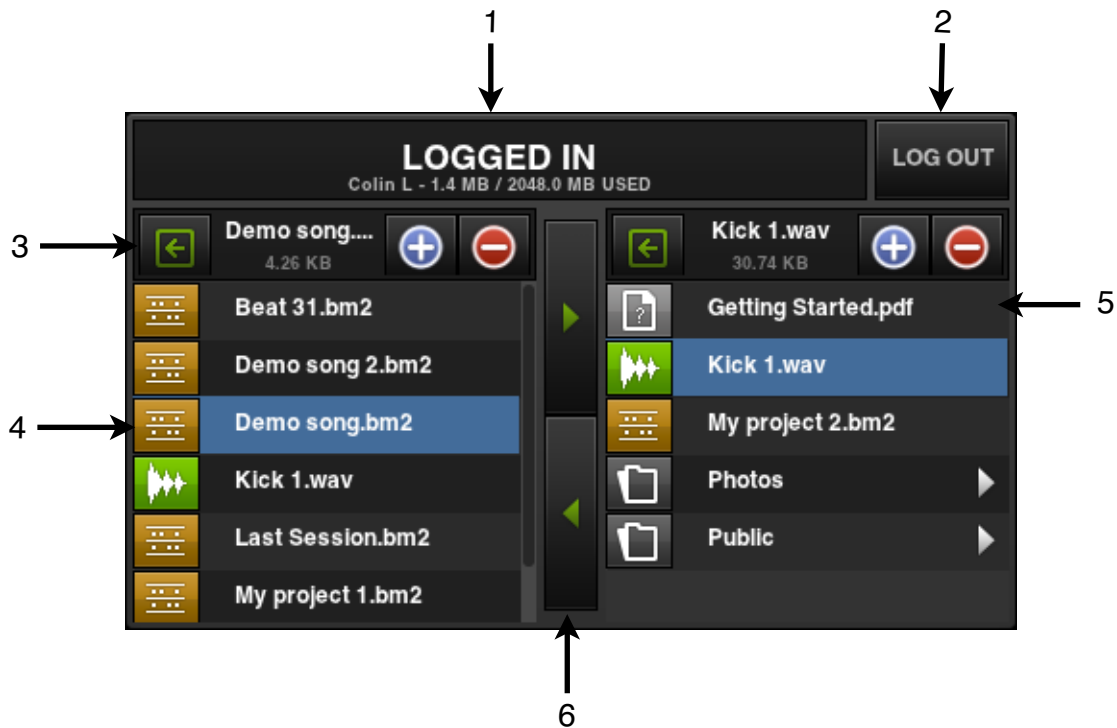 1
2
LOGGED IN
Colin L - 1.4 MB / 2048.0 MB USED
LOG OUT
3
Demo song....
4.26 KB
Kick 1.wav
30.74 KB
Beat 31.bm2
Demo song 2.bm2
4
Demo song.bm2
Kick 1.wav
Last Session.bm2
My project 1.bm2
?
Getting Started.pdf
5
Kick 1.wav
My project 2.bm2
Photos
Public
6